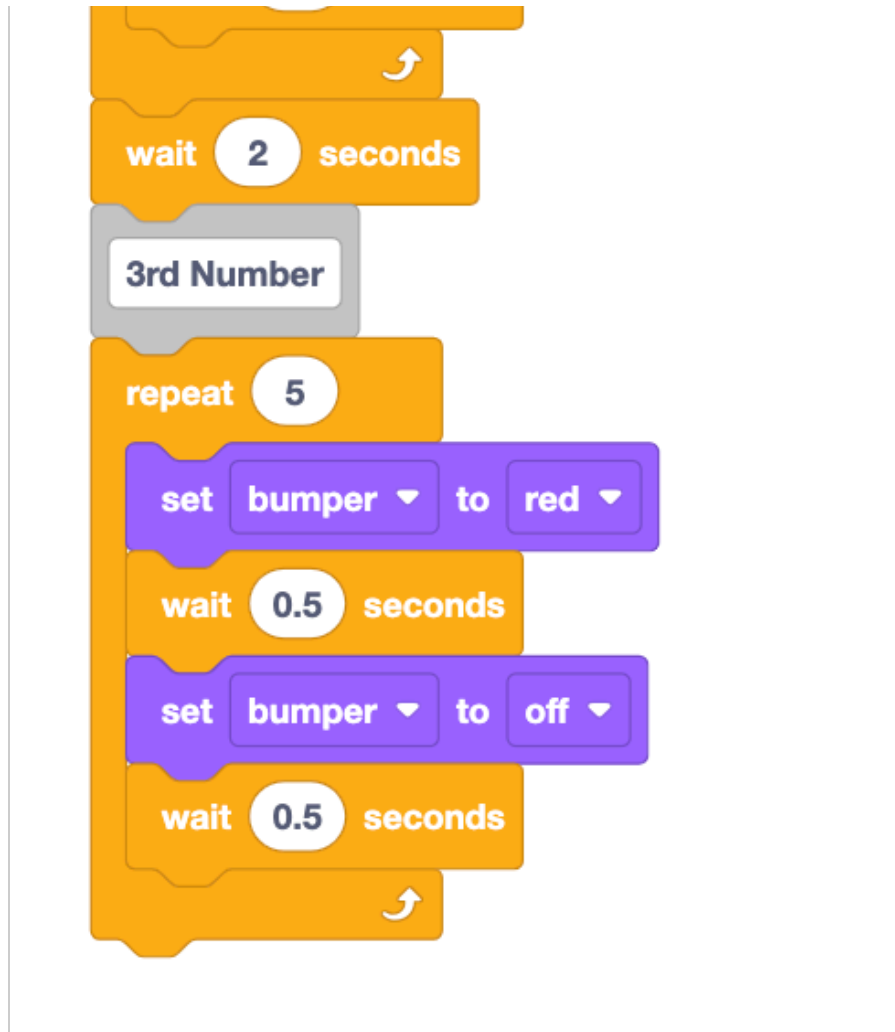 wait 2 seconds
3rd Number
repeat 5
set bumper to red
wait 0.5 seconds
set bumper to off
wait 0.5 seconds